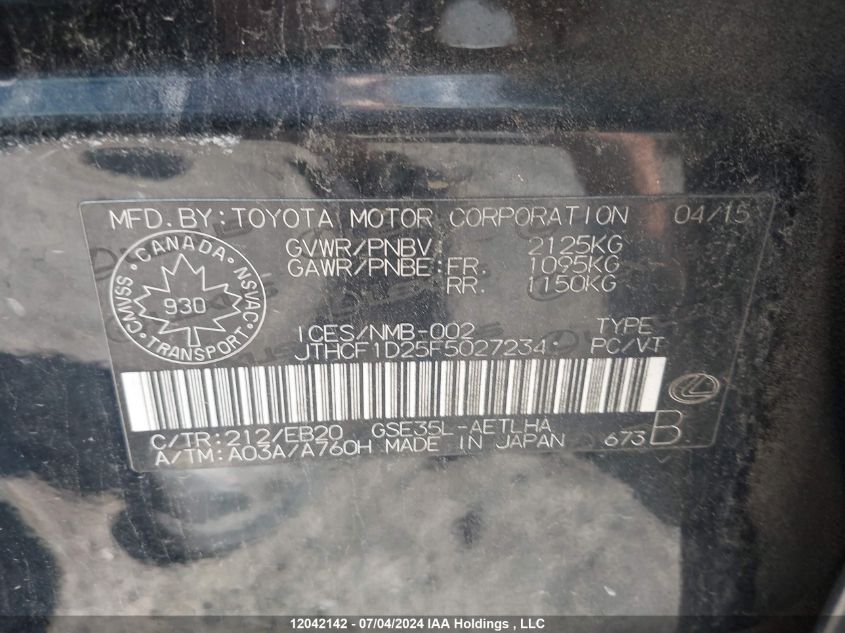 MFD.BY:TOYOTA MOTOR CORPORATION 04/15
GVWR/PNBV 2125KG
GAWR/PNBE:FR. 1095KG
RR. 1150KG
CANADA
CMVSS NSVAC
930
TRANSPORT
ICES/NMB-002 TYPE
JTHCF1D25F5027234 PC/VT
C/TR:212/EB20 GSE35L-AETLHA
A/TM:A03A/A760H MADE IN JAPAN 673 B
12042142 - 07/04/2024 IAA Holdings , LLC